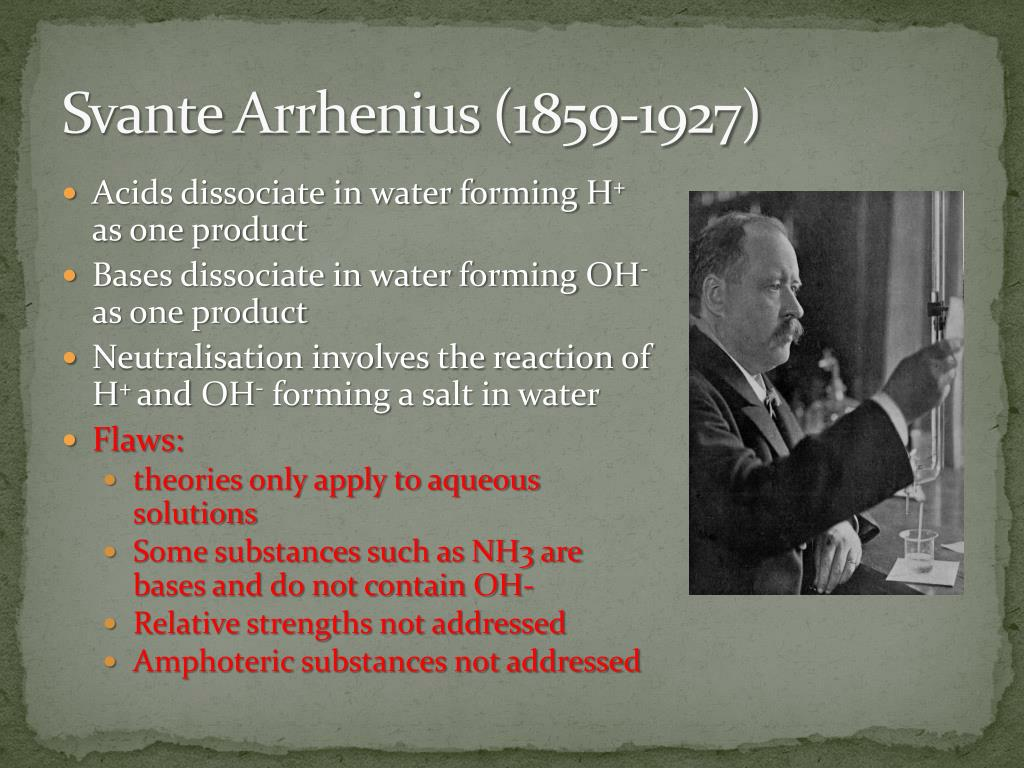 Svante Arrhenius (1859-1927)
• Acids dissociate in water forming H⁺
as one product
• Bases dissociate in water forming OH⁻
as one product
• Neutralisation involves the reaction of
H⁺ and OH⁻ forming a salt in water
• Flaws:
• theories only apply to aqueous
solutions
• Some substances such as NH3 are
bases and do not contain OH-
• Relative strengths not addressed
• Amphoteric substances not addressed